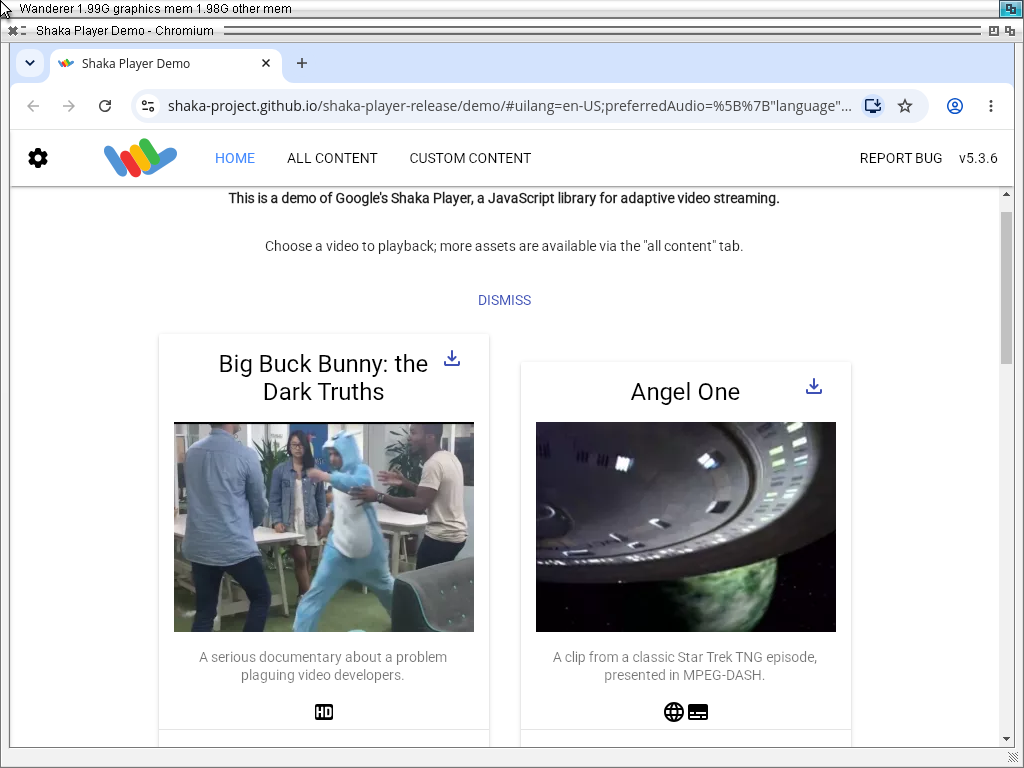 Wanderer 1.99G graphics mem 1.98G other mem
Shaka Player Demo - Chromium
Shaka Player Demo
shaka-project.github.io/shaka-player-release/demo/#uilang=en-US;preferredAudio=%5B%7B"language"...
HOME
ALL CONTENT
CUSTOM CONTENT
REPORT BUG
v5.3.6
This is a demo of Google's Shaka Player, a JavaScript library for adaptive video streaming.
Choose a video to playback; more assets are available via the "all content" tab.
DISMISS
Big Buck Bunny: the
Dark Truths
A serious documentary about a problem
plaguing video developers.
HD
Angel One
A clip from a classic Star Trek TNG episode,
presented in MPEG-DASH.